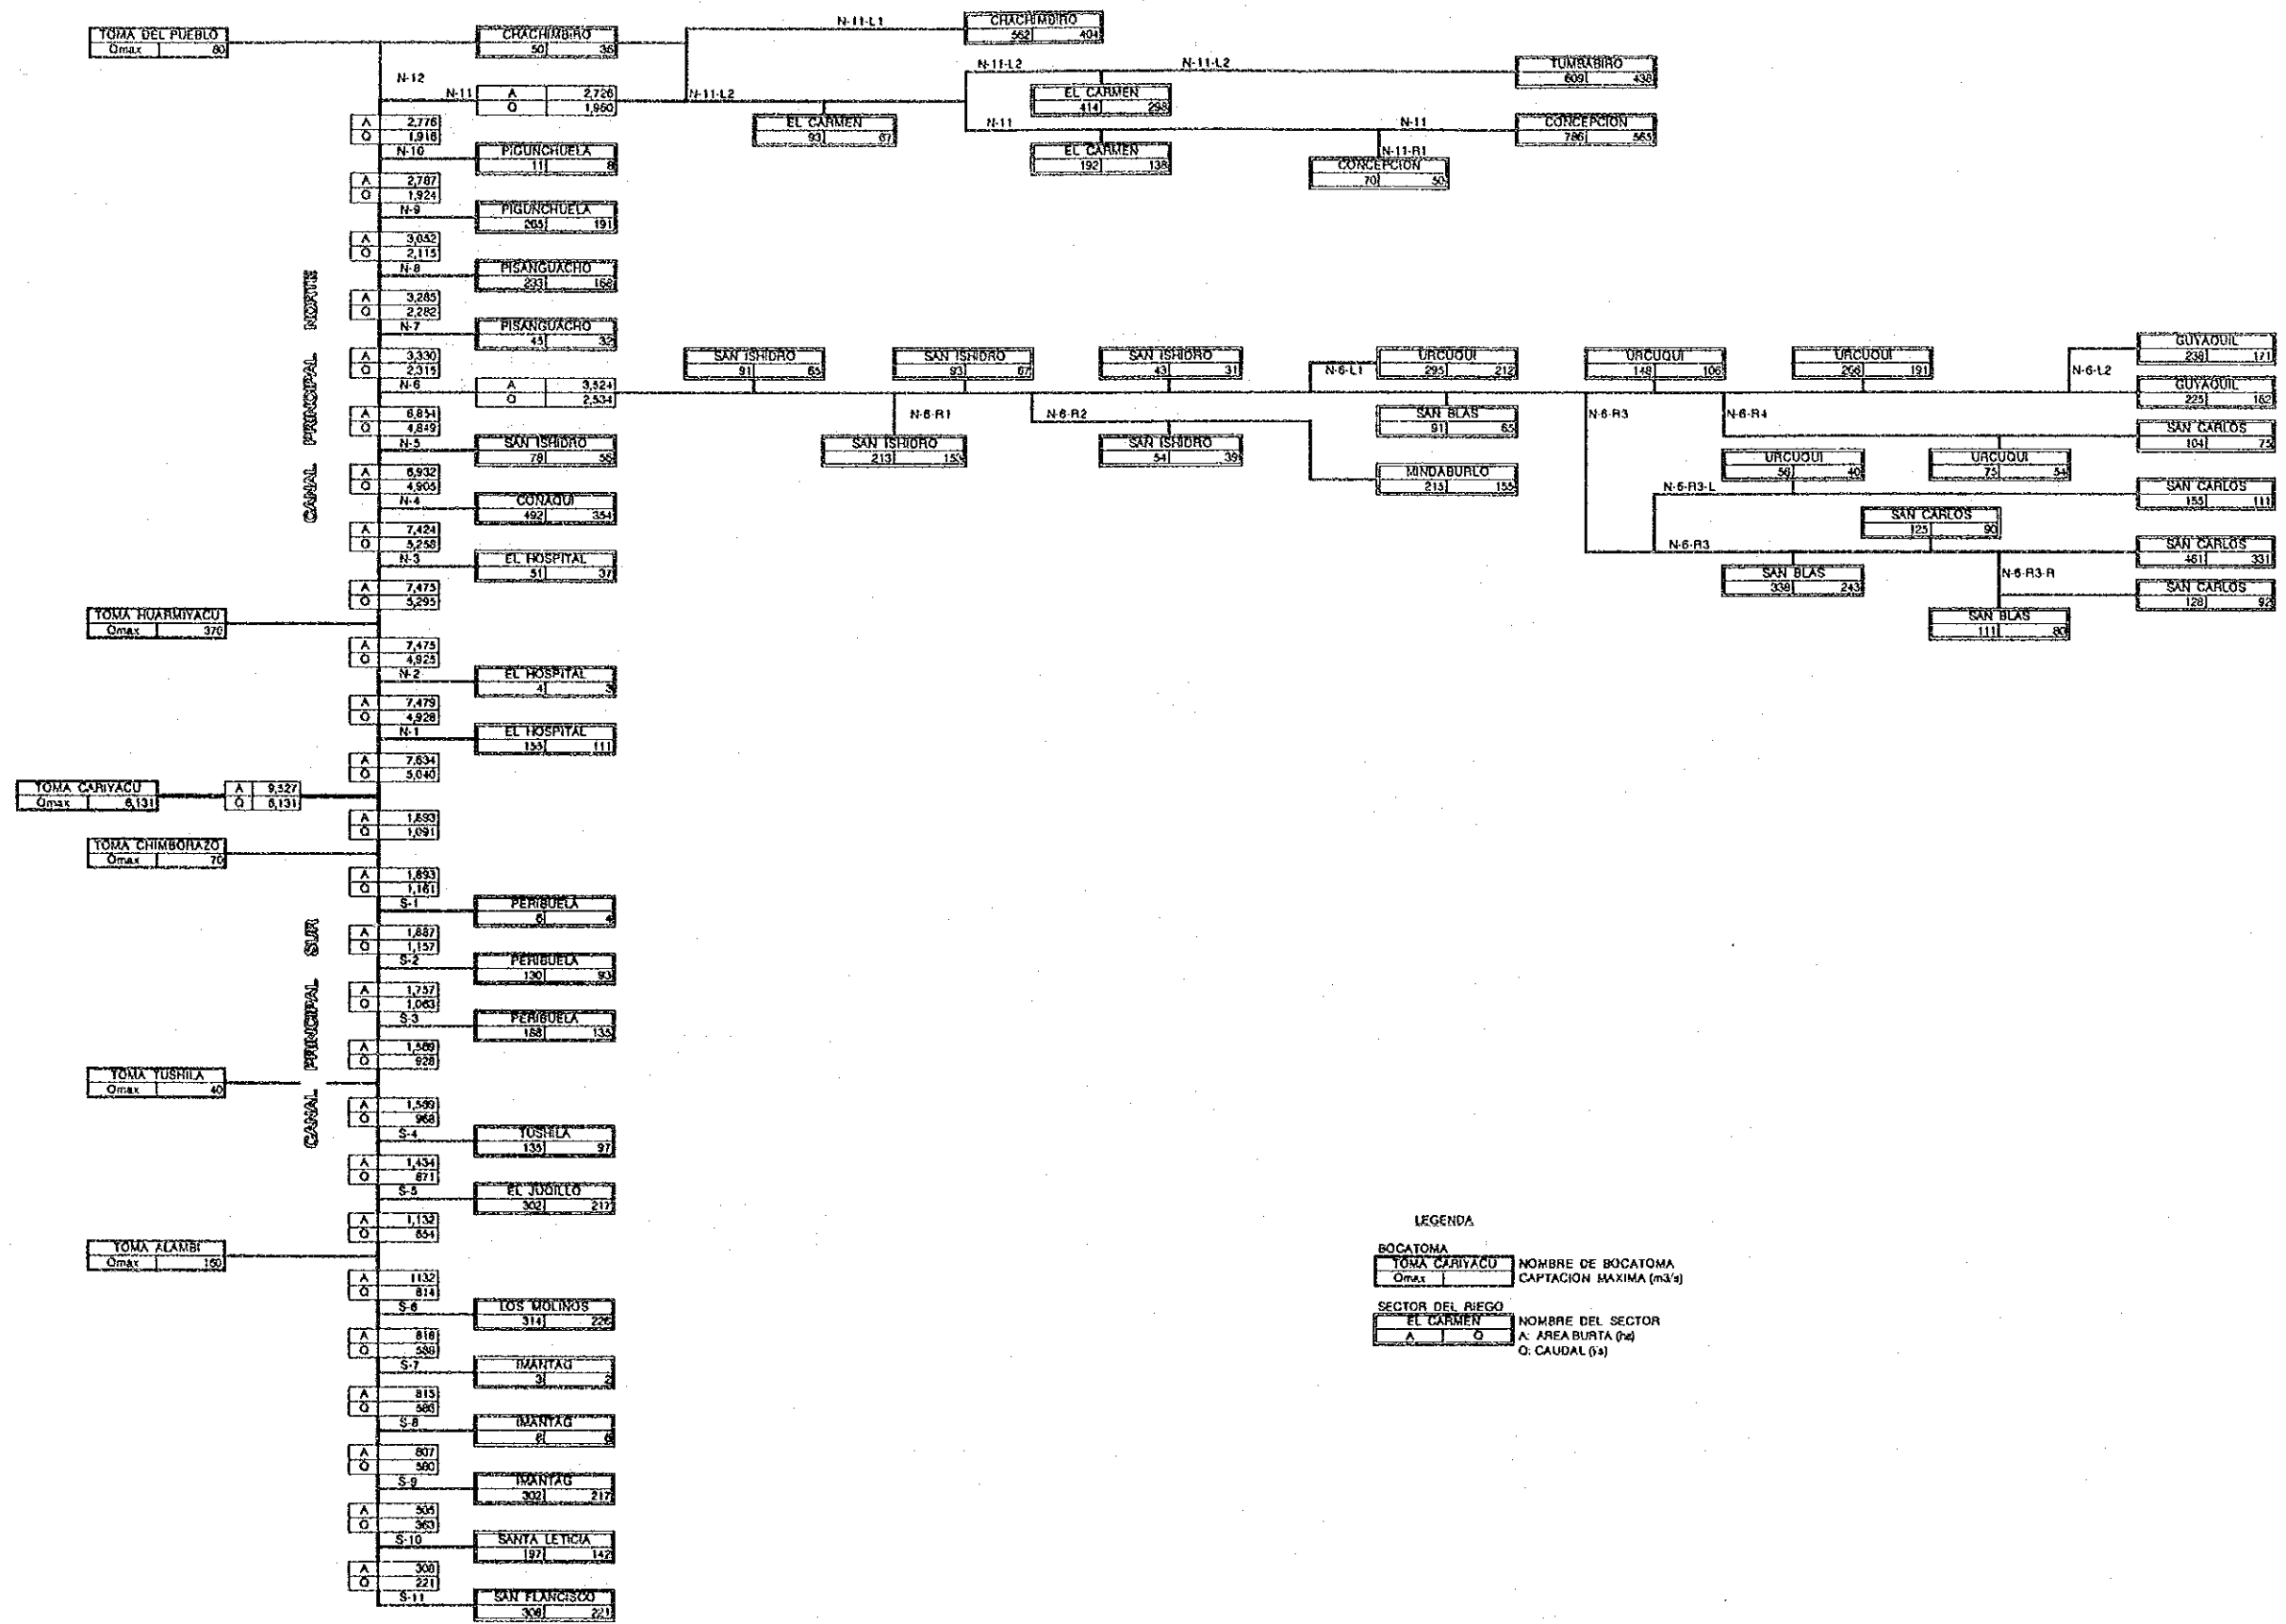 TOMA DEL PUEBLO
Qmax 80
CHACHIMBIRO
50 36
N-11-L1
CHACHIMBIRO
562 404
N-12
N-11
A 2,726
Q 1,960
N-11-L2
EL CARMEN
93 67
N-11-L2
N-11-L2
TUMBABIRO
609 438
EL CARMEN
414 298
N-11
N-11
CONCEPCION
786 565
EL CARMEN
192 138
N-11-R1
CONCEPCION
70 50
A 2,776
Q 1,916
N-10
PIGUNCHUELA
11 8
A 2,787
Q 1,924
N-9
PIGUNCHUELA
265 191
A 3,052
Q 2,115
N-8
PISANGUACHO
233 168
A 3,285
Q 2,282
N-7
PISANGUACHO
45 32
A 3,330
Q 2,315
N-6
A 3,524
Q 2,534
SAN ISHIDRO
91 65
SAN ISHIDRO
93 67
SAN ISHIDRO
43 31
N-6-L1
URCUQUI
295 212
URCUQUI
148 106
URCUQUI
266 191
N-6-L2
GUYAQUIL
238 171
GUYAQUIL
225 162
N-6-R1
SAN ISHIDRO
213 153
N-6-R2
SAN ISHIDRO
54 39
SAN BLAS
91 65
MINDABURLO
215 155
N-6-R3
N-6-R4
SAN CARLOS
104 75
URCUQUI
56 40
URCUQUI
75 54
N-6-R3-L
SAN CARLOS
155 111
SAN CARLOS
125 90
N-6-R3
SAN CARLOS
461 331
SAN BLAS
338 243
N-6-R3-R
SAN CARLOS
128 92
SAN BLAS
111 80
CANAL PRINCIPAL NORTE
A 6,854
Q 4,849
N-5
SAN ISHIDRO
78 56
A 6,932
Q 4,905
N-4
CONAQUI
492 354
A 7,424
Q 5,258
N-3
EL HOSPITAL
51 37
A 7,475
Q 5,295
TOMA HUARMIYACU
Qmax 370
A 7,475
Q 4,925
N-2
EL HOSPITAL
4 3
A 7,479
Q 4,928
N-1
EL HOSPITAL
155 111
A 7,634
Q 5,040
TOMA CARIYACU
Qmax 6,131
A 9,527
Q 6,131
A 1,893
Q 1,091
TOMA CHIMBORAZO
Qmax 70
A 1,893
Q 1,161
S-1
PERIBUELA
6 4
CANAL PRINCIPAL SUR
A 1,887
Q 1,157
S-2
PERIBUELA
130 93
A 1,757
Q 1,063
S-3
PERIBUELA
188 135
A 1,569
Q 928
TOMA TUSHILA
Qmax 40
A 1,569
Q 968
S-4
TUSHILA
135 97
A 1,434
Q 871
S-5
EL JUDILLO
302 217
A 1,132
Q 654
TOMA ALAMBI
Qmax 160
A 1132
Q 814
S-6
LOS MOLINOS
314 226
A 818
Q 588
S-7
IMANTAG
3 2
A 815
Q 586
S-8
IMANTAG
8 6
A 807
Q 580
S-9
IMANTAG
302 217
A 505
Q 363
S-10
SANTA LETICIA
197 142
A 308
Q 221
S-11
SAN FLANCISCO
308 221
LEGENDA
BOCATOMA
TOMA CARIYACU NOMBRE DE BOCATOMA
Qmax CAPTACION MAXIMA (m3/s)
SECTOR DEL RIEGO
EL CARMEN NOMBRE DEL SECTOR
A Q A: AREA BURTA (ha)
Q: CAUDAL (l/s)